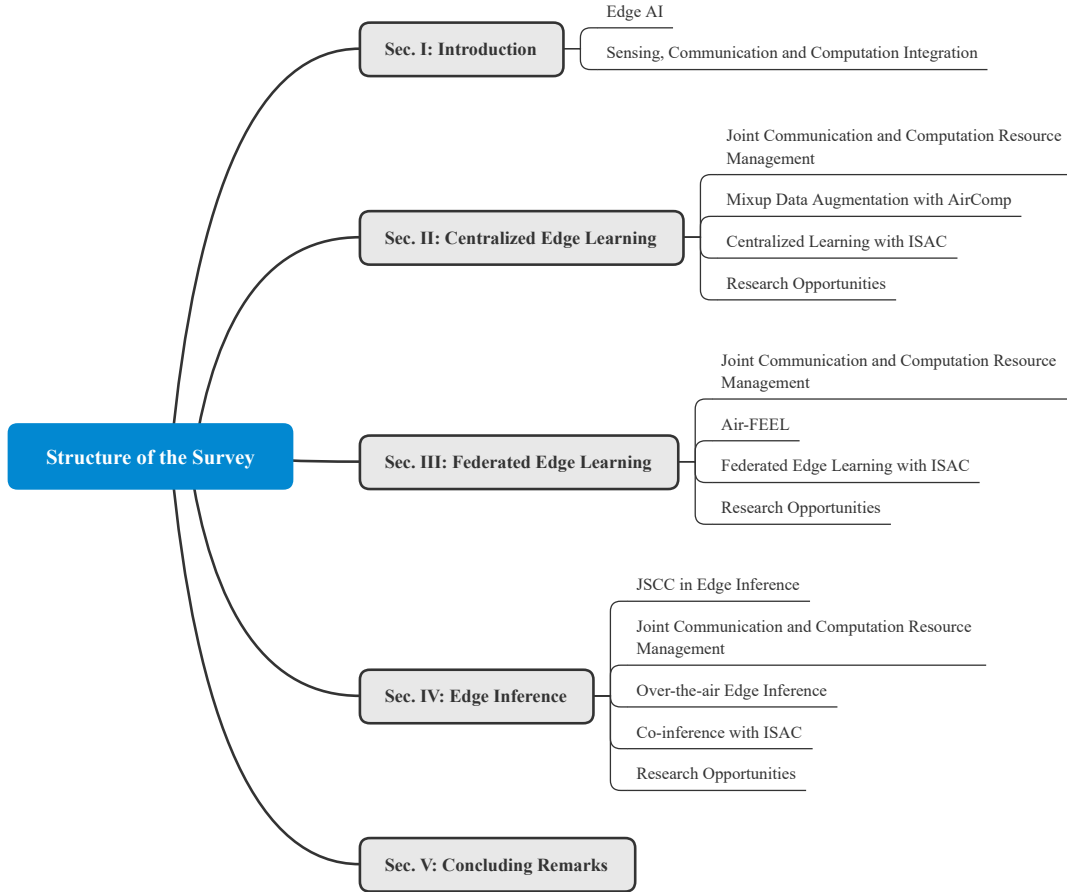 Structure of the Survey
Sec. I: Introduction
Edge AI
Sensing, Communication and Computation Integration
Sec. II: Centralized Edge Learning
Joint Communication and Computation Resource
Management
Mixup Data Augmentation with AirComp
Centralized Learning with ISAC
Research Opportunities
Sec. III: Federated Edge Learning
Joint Communication and Computation Resource
Management
Air-FEEL
Federated Edge Learning with ISAC
Research Opportunities
Sec. IV: Edge Inference
JSCC in Edge Inference
Joint Communication and Computation Resource
Management
Over-the-air Edge Inference
Co-inference with ISAC
Research Opportunities
Sec. V: Concluding Remarks